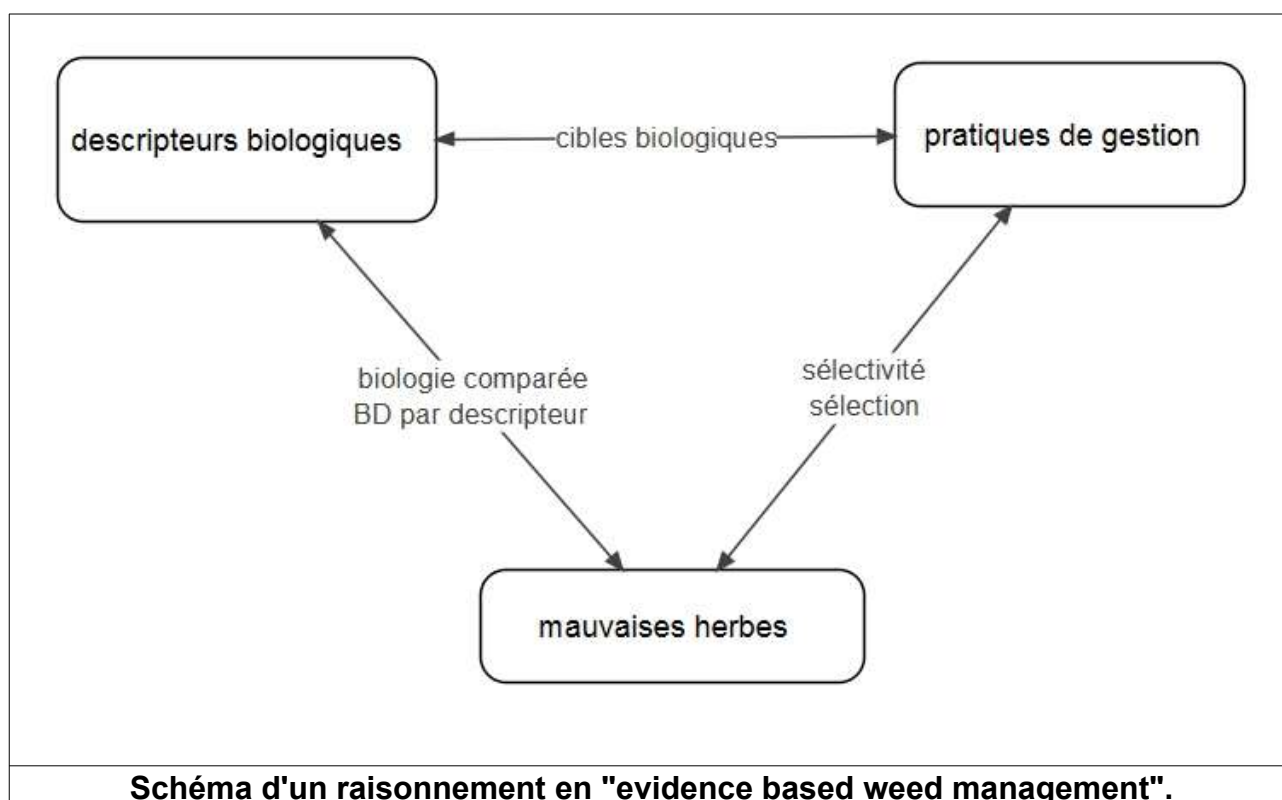 descripteurs biologiques
cibles biologiques
pratiques de gestion
biologie comparée
BD par descripteur
sélectivité
sélection
mauvaises herbes
Schéma d'un raisonnement en "evidence based weed management".